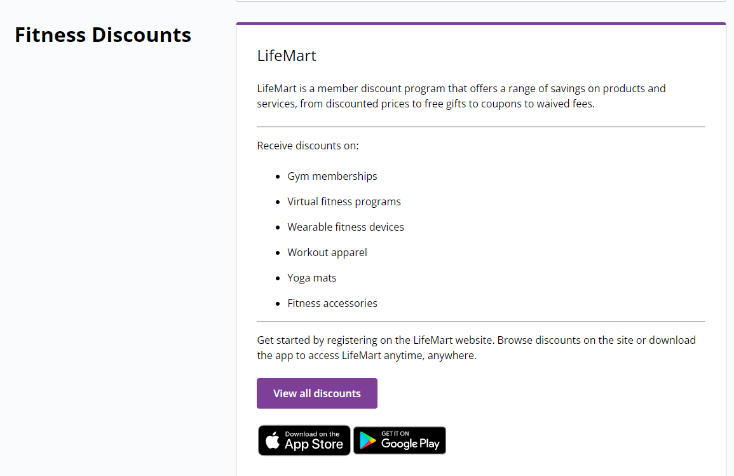 Fitness Discounts
LifeMart
LifeMart is a member discount program that offers a range of savings on products and
services, from discounted prices to free gifts to coupons to waived fees.
Receive discounts on:
• Gym memberships
• Virtual fitness programs
• Wearable fitness devices
• Workout apparel
• Yoga mats
• Fitness accessories
Get started by registering on the LifeMart website. Browse discounts on the site or download
the app to access LifeMart anytime, anywhere.
View all discounts
Download on the
App Store
GET IT ON
Google Play